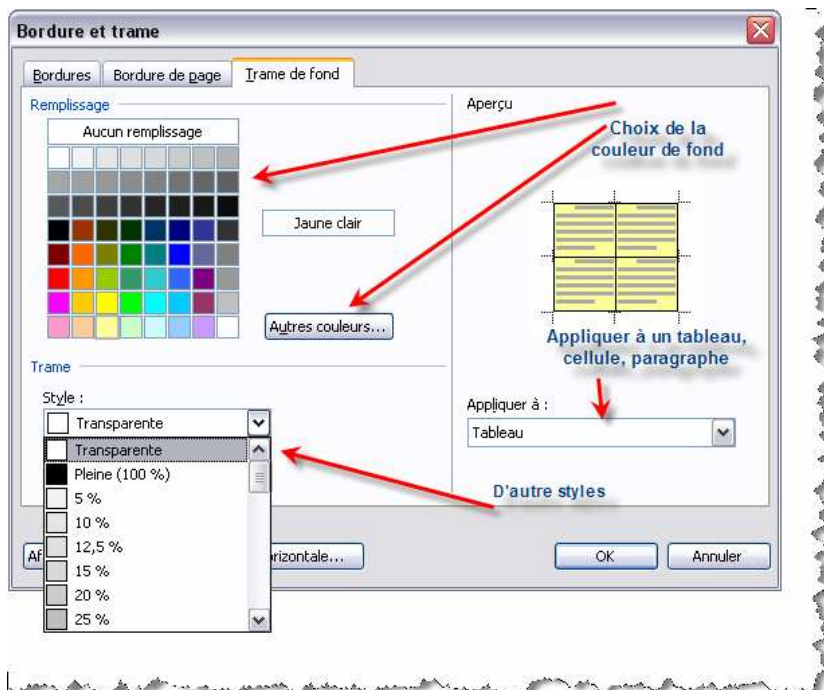 Bordure et trame
Bordures
Bordure de page
Trame de fond
Remplissage
Aucun remplissage
Jaune clair
Autres couleurs...
Aperçu
Choix de la
couleur de fond
Appliquer à un tableau,
cellule, paragraphe
Appliquer à :
Tableau
Trame
Style :
Transparente
Transparente
Pleine (100 %)
5 %
10 %
12,5 %
15 %
20 %
25 %
D'autre styles
OK
Annuler